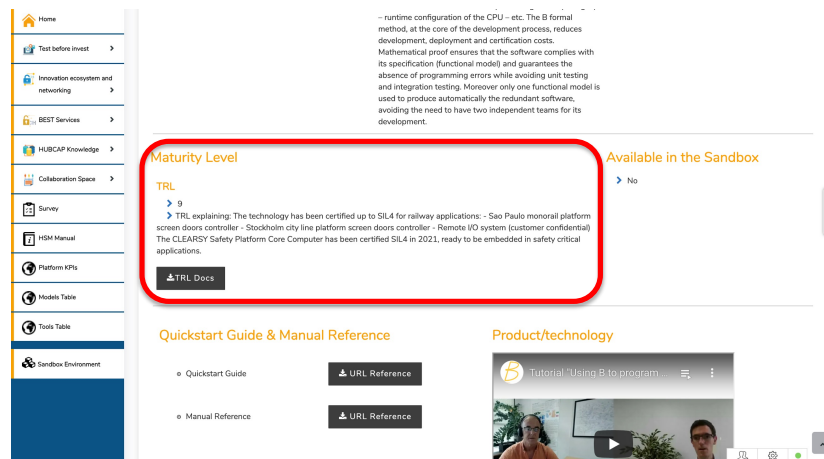 Home
Test before invest
Innovation ecosystem and
networking
BEST Services
HUBCAP Knowledge
Collaboration Space
Survey
HSM Manual
Platform KPIs
Models Table
Tools Table
Sandbox Environment
– runtime configuration of the CPU – etc. The B formal
method, at the core of the development process, reduces
development, deployment and certification costs.
Mathematical proof ensures that the software complies with
its specification (functional model) and guarantees the
absence of programming errors while avoiding unit testing
and integration testing. Moreover only one functional model is
used to produce automatically the redundant software,
avoiding the need to have two independent teams for its
development.
Maturity Level
TRL
9
TRL explaining: The technology has been certified up to SIL4 for railway applications: - Sao Paulo monorail platform
screen doors controller - Stockholm city line platform screen doors controller - Remote I/O system (customer confidential)
The CLEARSY Safety Platform Core Computer has been certified SIL4 in 2021, ready to be embedded in safety critical
applications.
TRL Docs
Available in the Sandbox
No
Quickstart Guide & Manual Reference
Quickstart Guide
URL Reference
Manual Reference
URL Reference
Product/technology
Tutorial "Using B to program ...